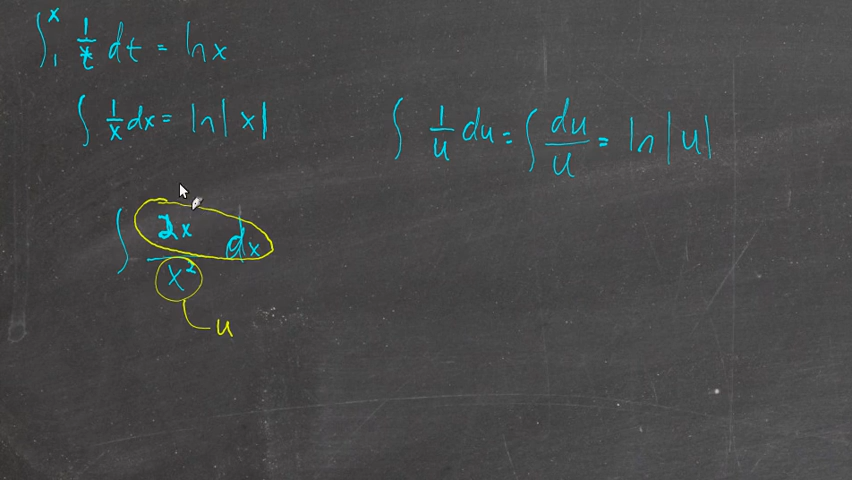 ∫₁ˣ 1/t dt = ln x
∫ 1/x dx = ln|x|
∫ 1/u du = ∫ du/u = ln|u|
∫ 2x/x² dx
u